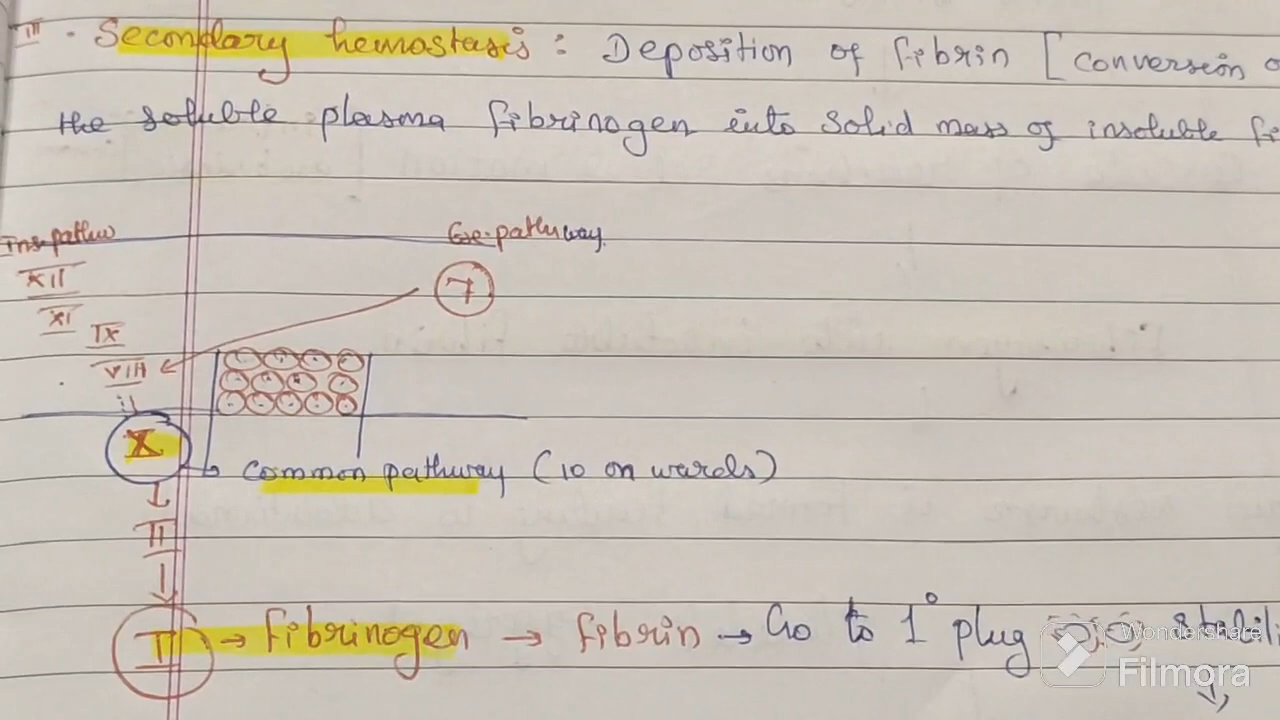 III. Secondary hemostasis : Deposition of fibrin [conversion o
the soluble plasma fibrinogen into solid mass of insoluble fi
Ex-pathway
XII
7
XI
IX
VIII
X
common pathway (10 on wards)
II
I → fibrinogen → fibrin → Go to 1° plug stabili
Wondershare
Filmora